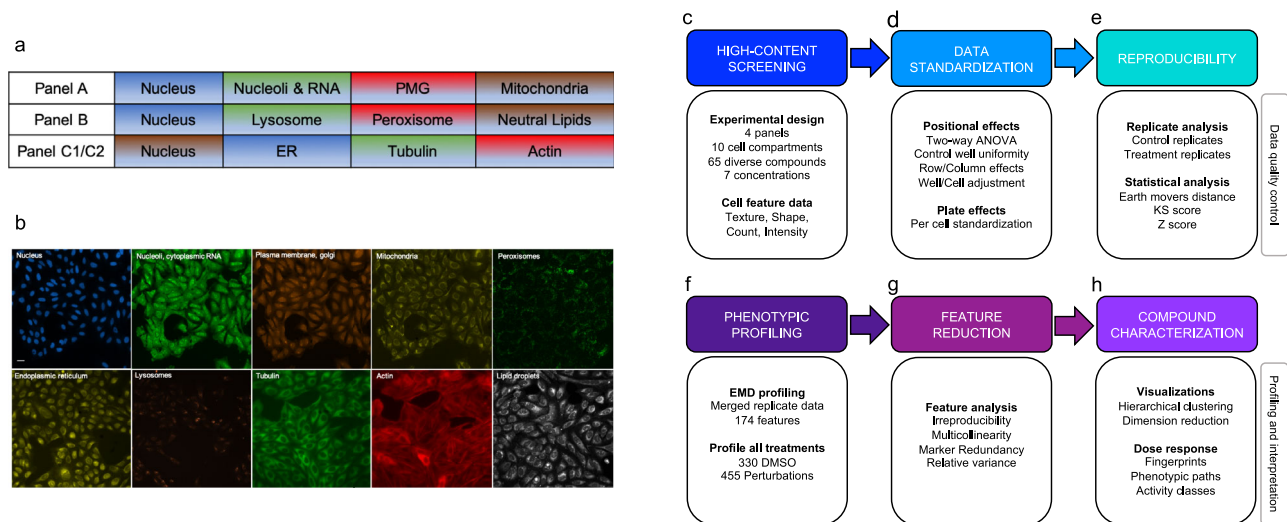 a
Panel A Nucleus Nucleoli & RNA PMG Mitochondria
Panel B Nucleus Lysosome Peroxisome Neutral Lipids
Panel C1/C2 Nucleus ER Tubulin Actin
b
Nucleus Nucleoli, cytoplasmic RNA Plasma membrane, golgi Mitochondria Peroxisomes
Endoplasmic reticulum Lysosomes Tubulin Actin Lipid droplets
c
HIGH-CONTENT
SCREENING
Experimental design
4 panels
10 cell compartments
65 diverse compounds
7 concentrations
Cell feature data
Texture, Shape,
Count, Intensity
d
DATA
STANDARDIZATION
Positional effects
Two-way ANOVA
Control well uniformity
Row/Column effects
Well/Cell adjustment
Plate effects
Per cell standardization
e
REPRODUCIBILITY
Replicate analysis
Control replicates
Treatment replicates
Statistical analysis
Earth movers distance
KS score
Z score
Data quality control
f
PHENOTYPIC
PROFILING
EMD profiling
Merged replicate data
174 features
Profile all treatments
330 DMSO
455 Perturbations
g
FEATURE
REDUCTION
Feature analysis
Irreproducibility
Multicollinearity
Marker Redundancy
Relative variance
h
COMPOUND
CHARACTERIZATION
Visualizations
Hierarchical clustering
Dimension reduction
Dose response
Fingerprints
Phenotypic paths
Activity classes
Profiling and interpretation